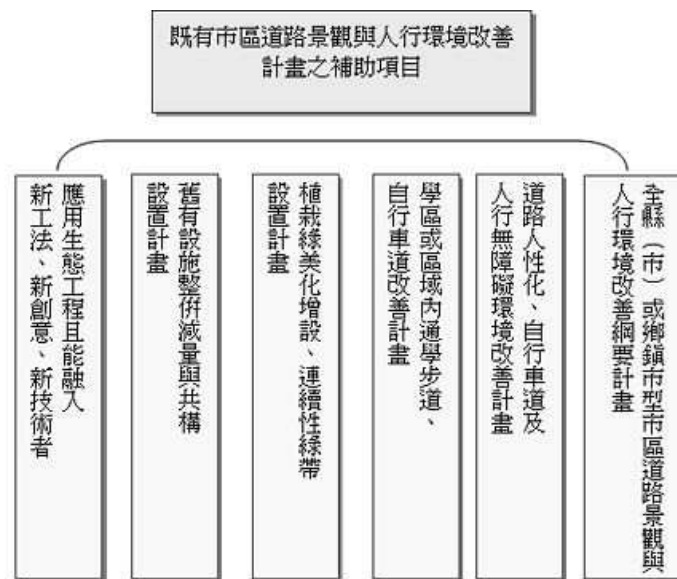 既有市區道路景觀與人行環境改善
計畫之補助項目
全縣（市）或鄉鎮市型市區道路景觀與
人行環境改善綱要計畫
道路人性化、自行車道及
人行無障礙環境改善計畫
學區或區域內通學步道、
自行車道改善計畫
植栽綠美化增設、連續性綠帶
設置計畫
舊有設施整併減量與共構
設置計畫
應用生態工程且能融入
新工法、新創意、新技術者